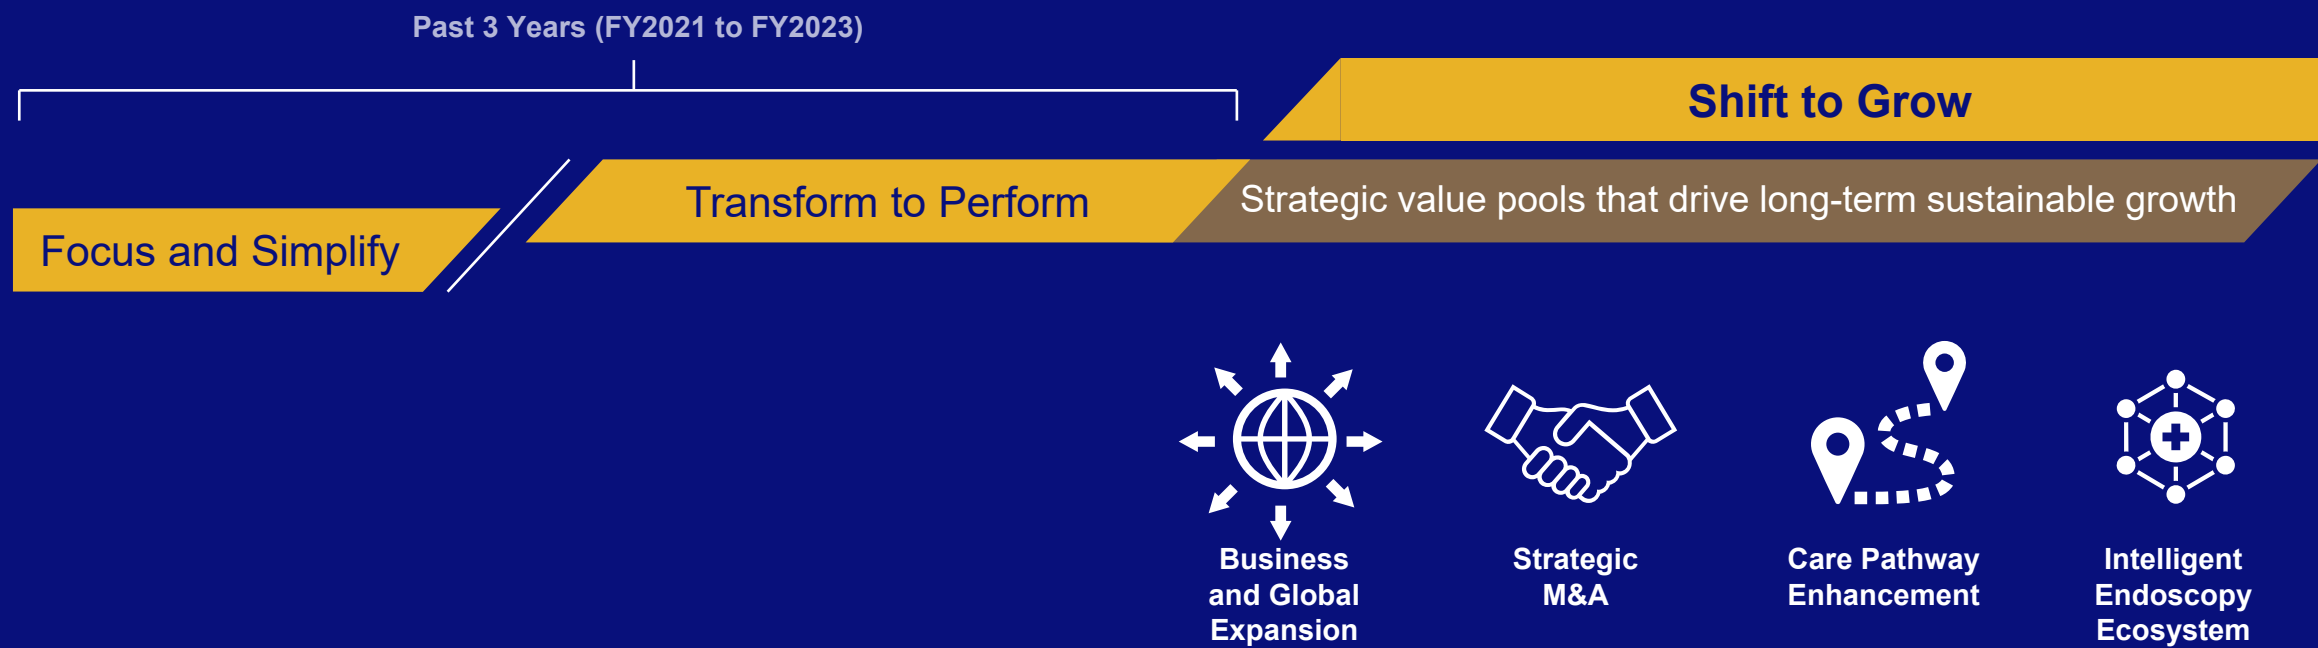 Past 3 Years (FY2021 to FY2023)
Shift to Grow
Focus and Simplify
Transform to Perform
Strategic value pools that drive long-term sustainable growth
Business
and Global
Expansion
Strategic
M&A
Care Pathway
Enhancement
Intelligent
Endoscopy
Ecosystem